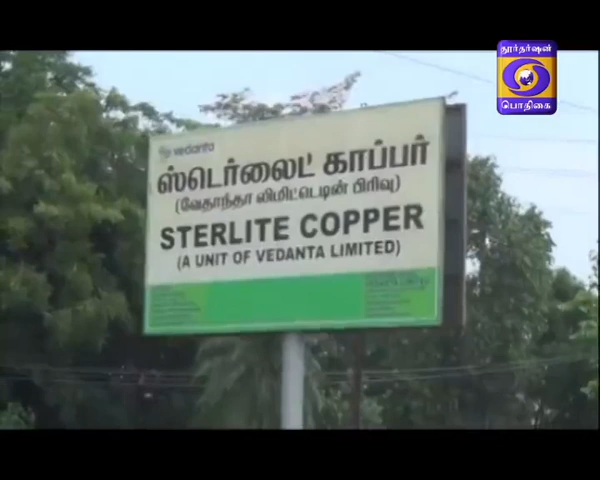 தூர்தர்ஷன்
பொதிகை
vedanta
ஸ்டெர்லைட் காப்பர்
(வேதாந்தா லிமிட்டெடின் பிரிவு)
STERLITE COPPER
(A UNIT OF VEDANTA LIMITED)